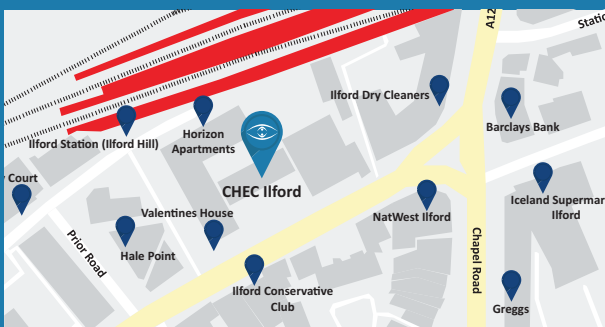 A12
Static
Ilford Dry Cleaners
Barclays Bank
Ilford Station (Ilford Hill)
Horizon
Apartments
CHEC Ilford
Court
Iceland Supermar
Ilford
Valentines House
NatWest Ilford
Prior Road
Hale Point
Chapel Road
Ilford Conservative
Club
Greggs